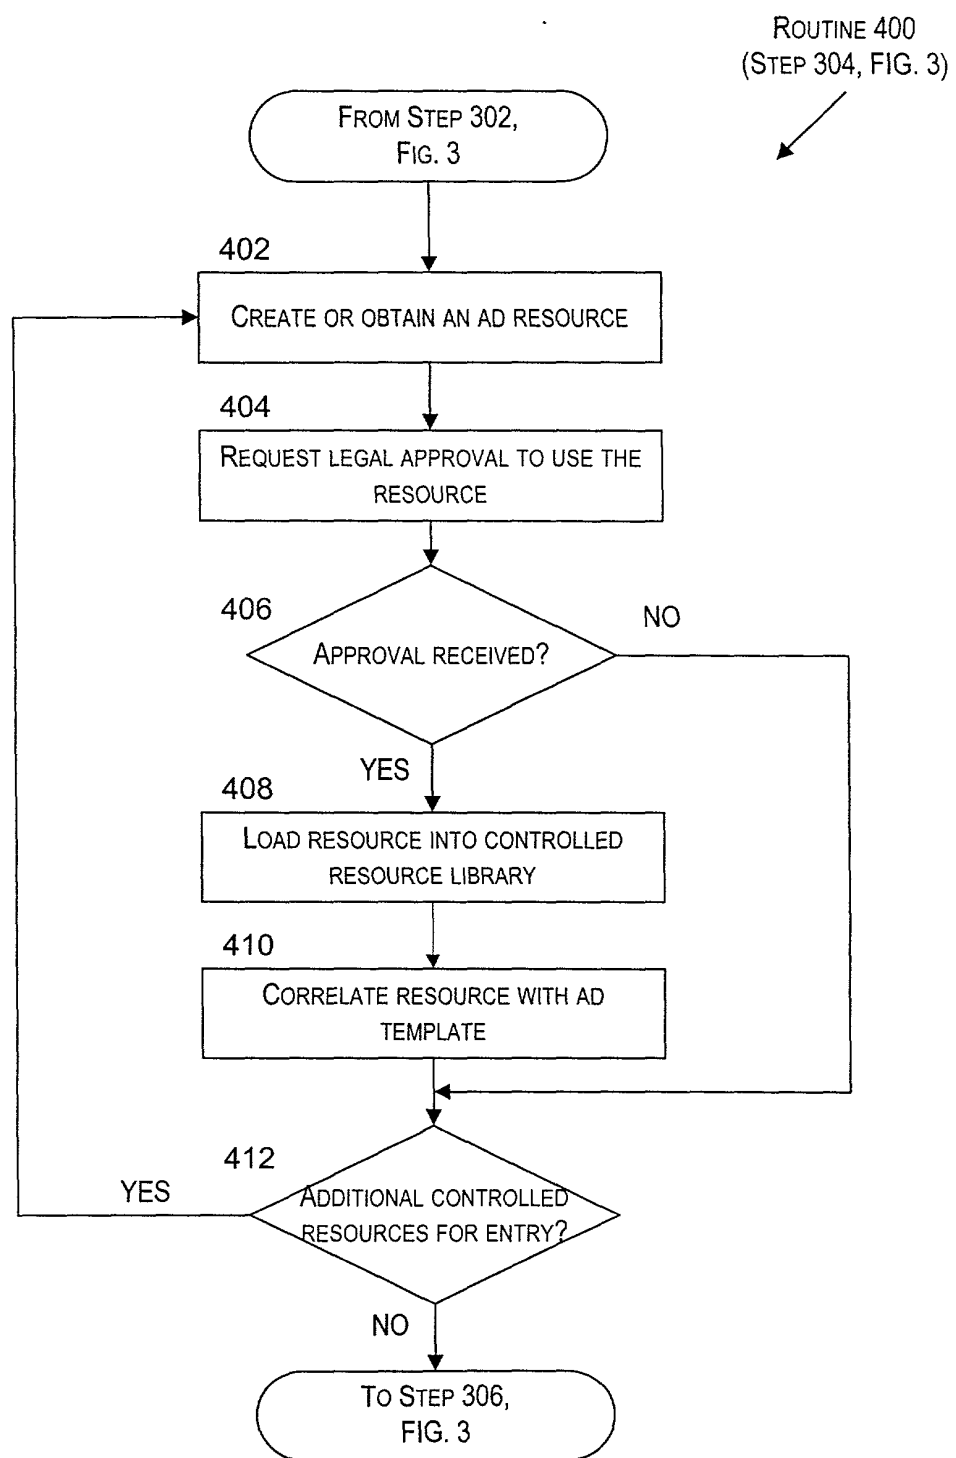 ROUTINE 400
(STEP 304, FIG. 3)
FROM STEP 302,
FIG. 3
402
CREATE OR OBTAIN AN AD RESOURCE
404
REQUEST LEGAL APPROVAL TO USE THE
RESOURCE
406
NO
APPROVAL RECEIVED?
YES
408
LOAD RESOURCE INTO CONTROLLED
RESOURCE LIBRARY
410
CORRELATE RESOURCE WITH AD
TEMPLATE
412
YES
ADDITIONAL CONTROLLED
RESOURCES FOR ENTRY?
NO
TO STEP 306,
FIG. 3